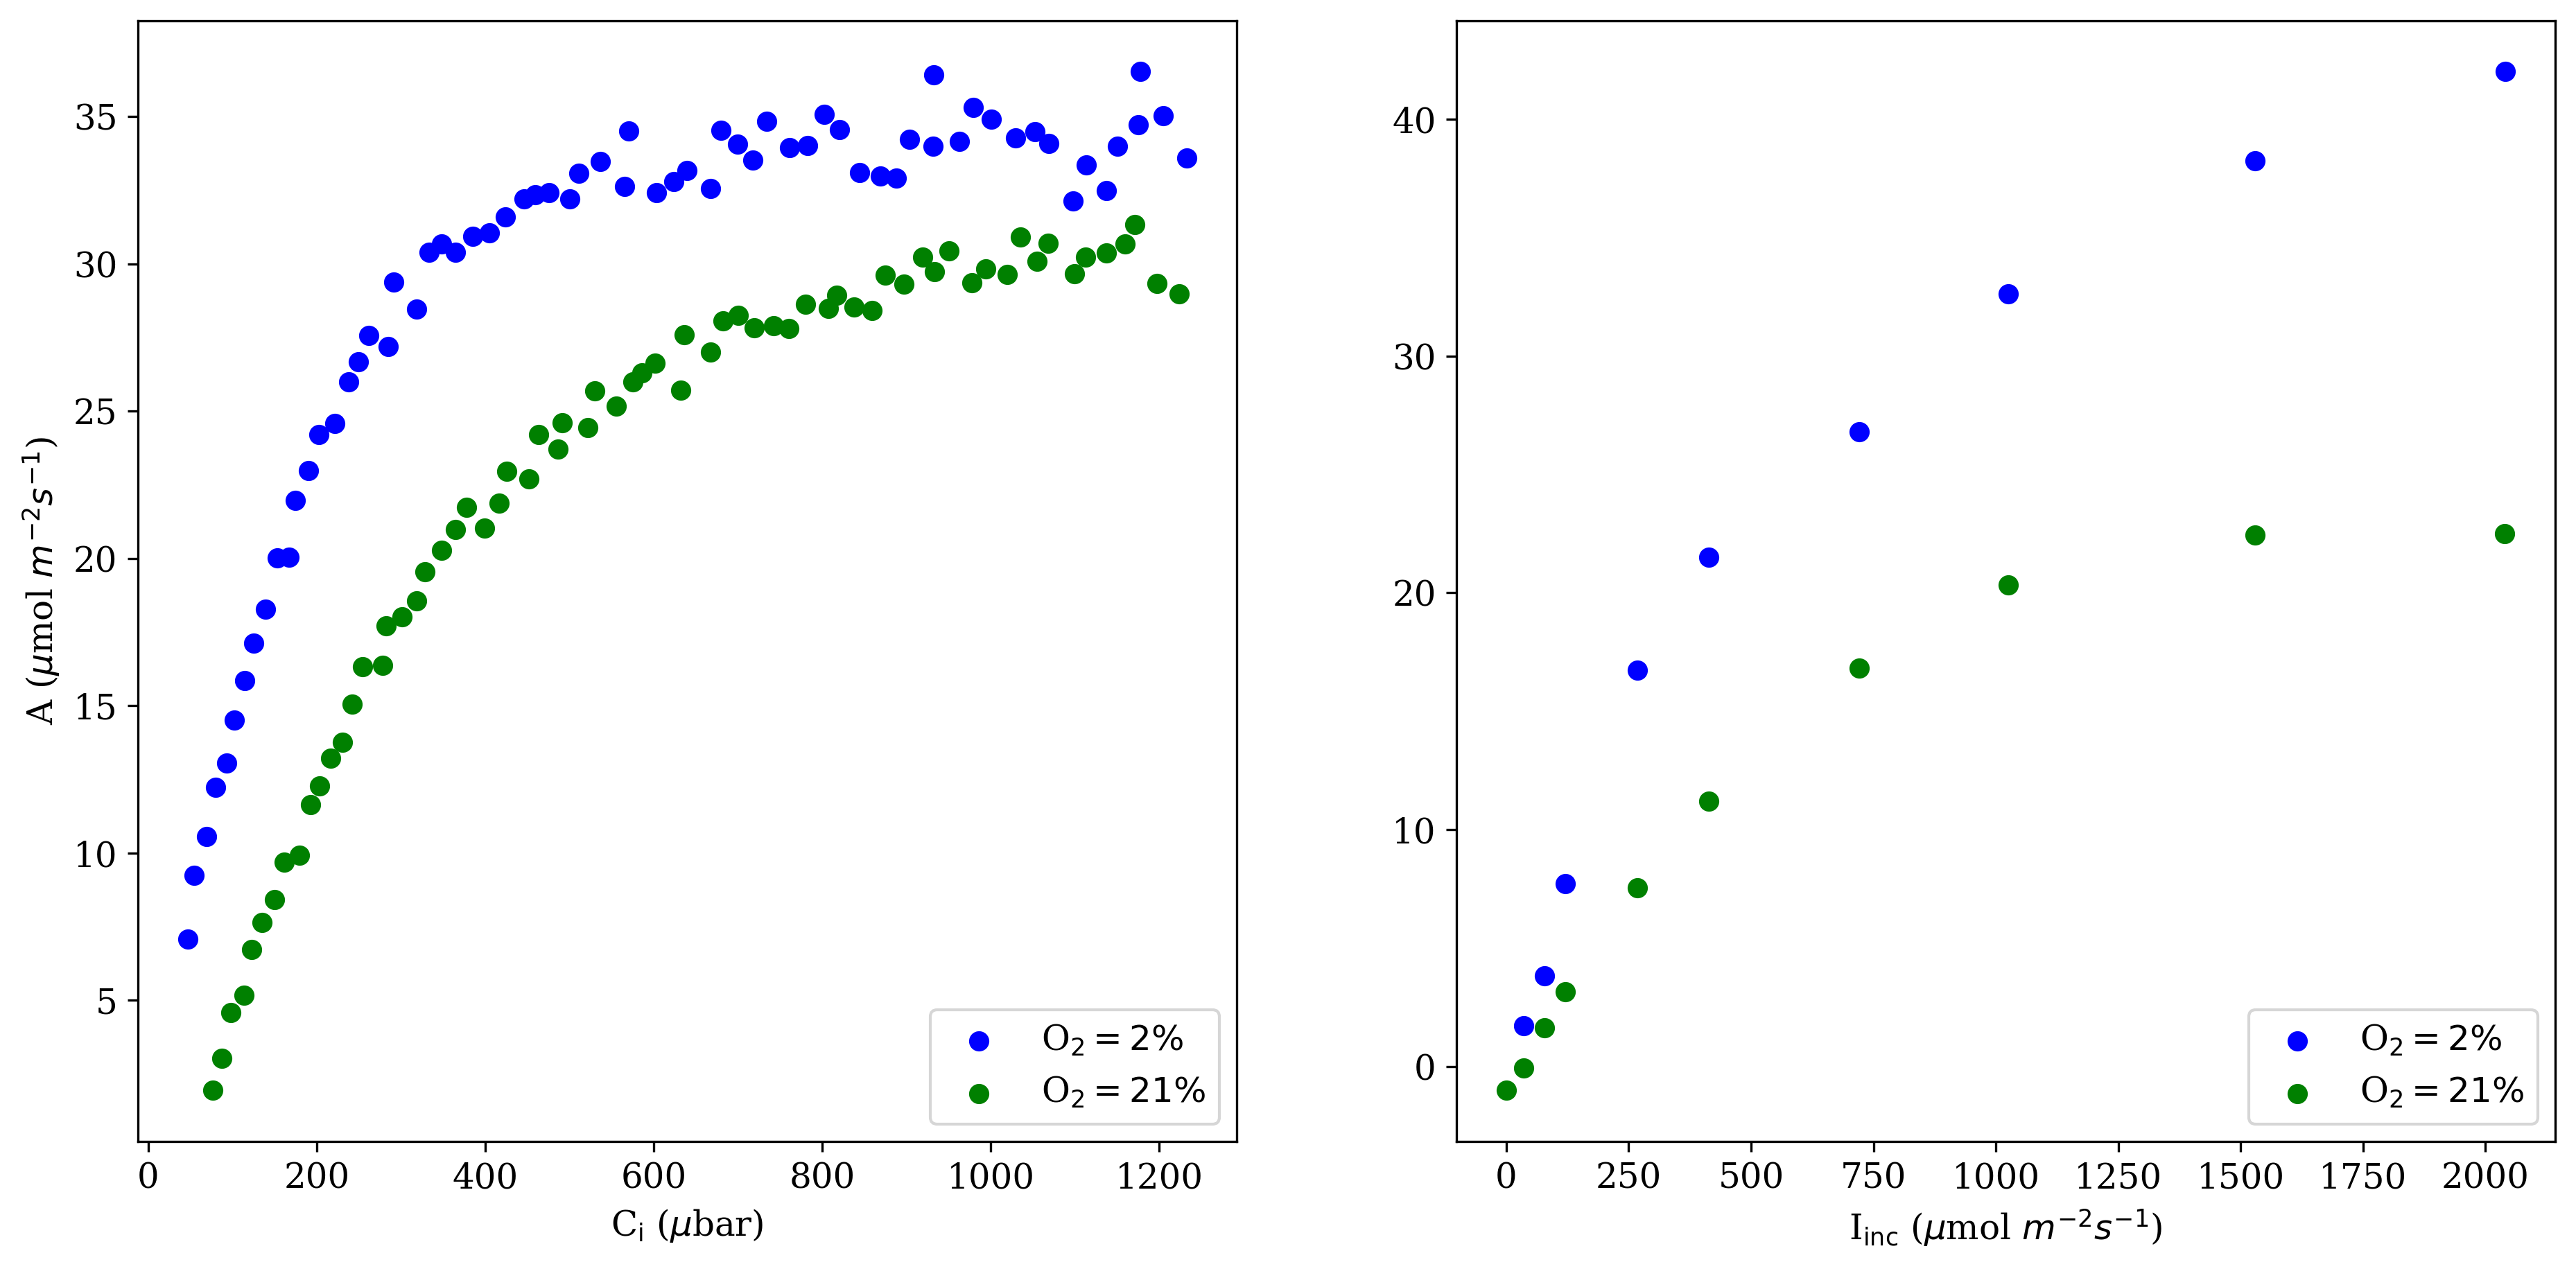 A (μmol m⁻²s⁻¹)
35
30
25
20
15
10
5
0 200 400 600 800 1000 1200
Cᵢ (μbar)
O₂ = 2%
O₂ = 21%
40
30
20
10
0
0 250 500 750 1000 1250 1500 1750 2000
I_inc (μmol m⁻²s⁻¹)
O₂ = 2%
O₂ = 21%